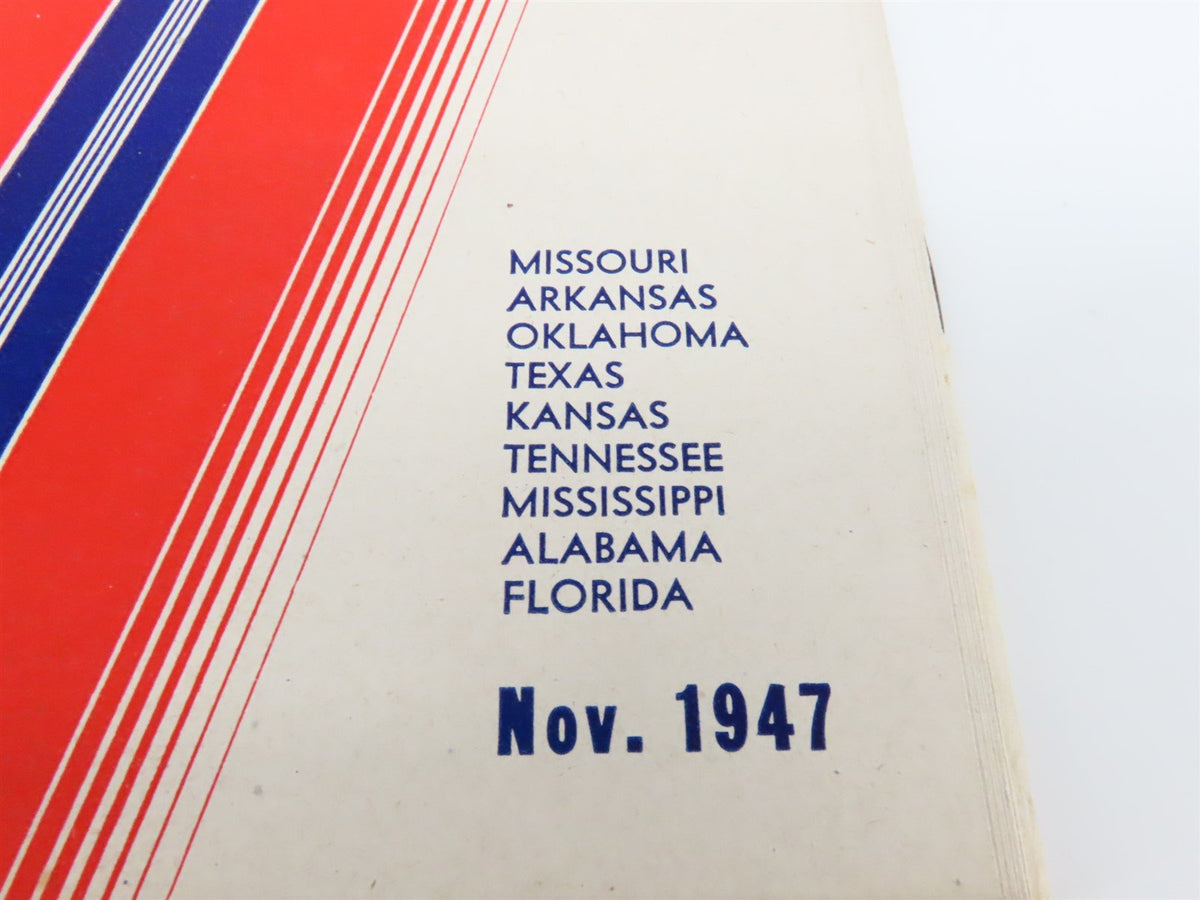 MISSOURI
ARKANSAS
OKLAHOMA
TEXAS
KANSAS
TENNESSEE
MISSISSIPPI
ALABAMA
FLORIDA
Nov. 1947